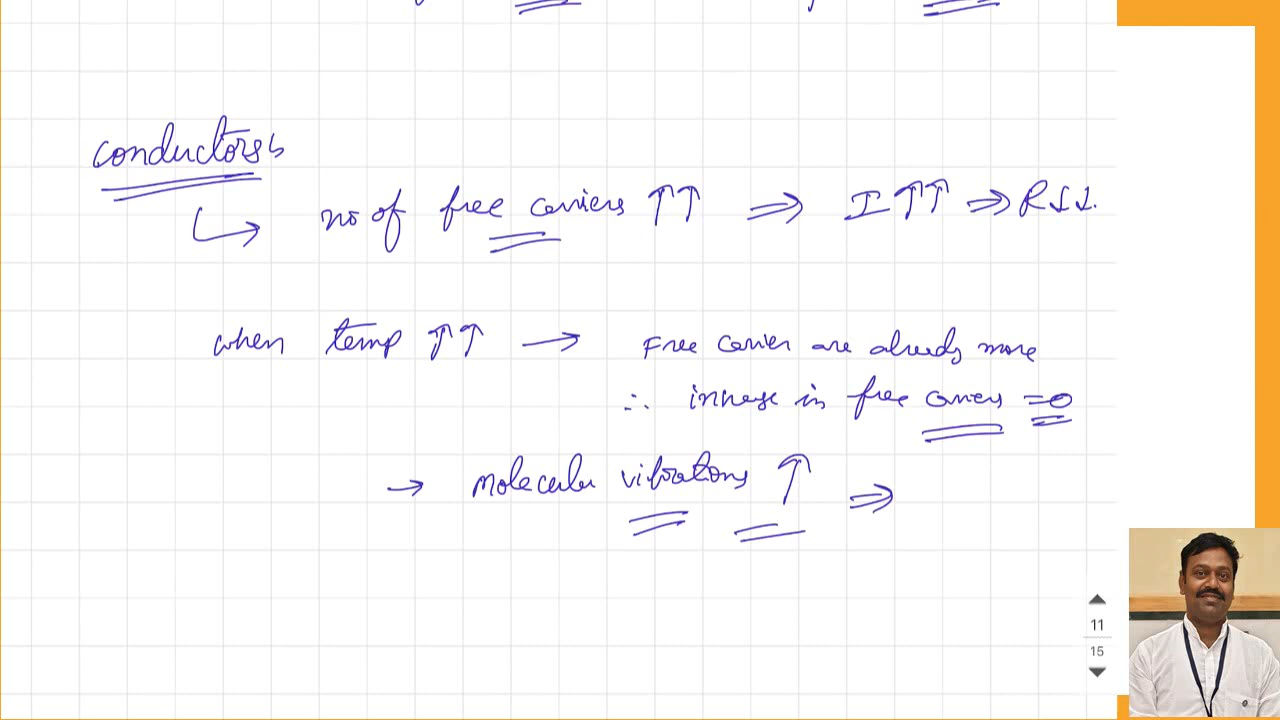 conductors
↳ no of free carriers ↑↑ ⇒ I ↑↑ ⇒ R↓↓.
when temp ↑↑ → Free carrier are already more
∴ increase in free carriers =0
→ molecular vibrations ↑ ⇒
11
15